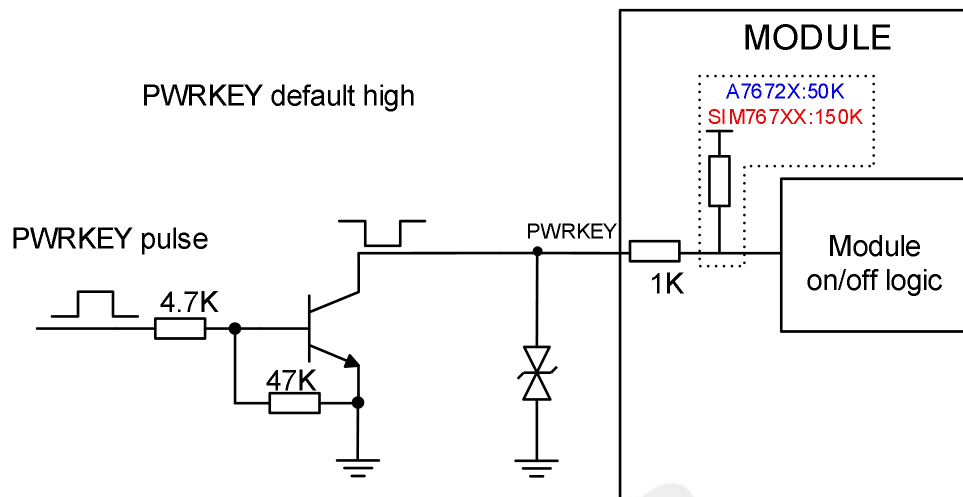 MODULE
PWRKEY default high
A7672X:50K
SIM767XX:150K
PWRKEY pulse
PWRKEY
4.7K
1K
Module
on/off logic
47K